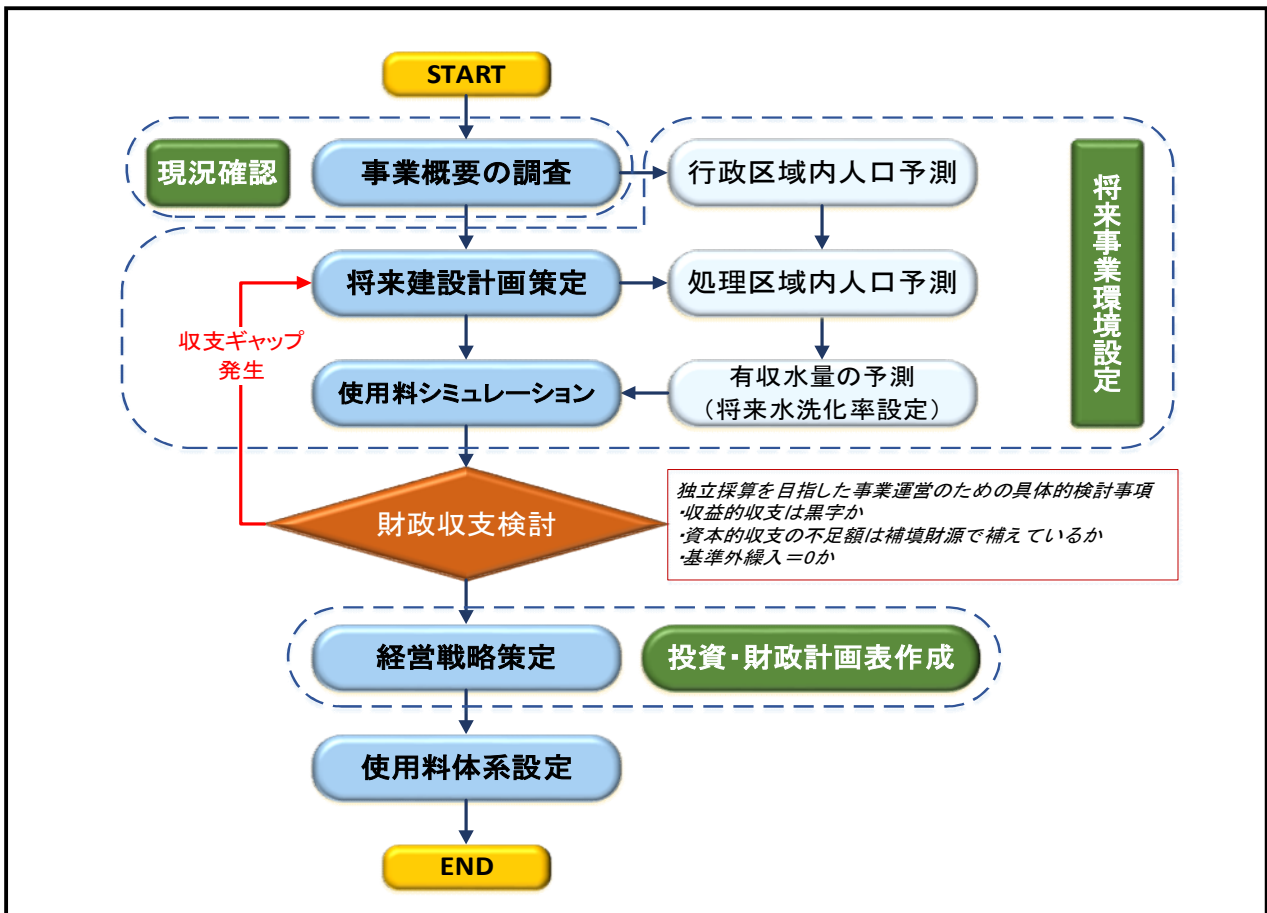 START
現況確認
事業概要の調査
行政区域内人口予測
将来事業環境設定
将来建設計画策定
処理区域内人口予測
収支ギャップ
発生
使用料シミュレーション
有収水量の予測
（将来水洗化率設定）
財政収支検討
独立採算を目指した事業運営のための具体的検討事項
・収益的収支は黒字か
・資本的収支の不足額は補填財源で補えているか
・基準外繰入＝0か
経営戦略策定
投資・財政計画表作成
使用料体系設定
END